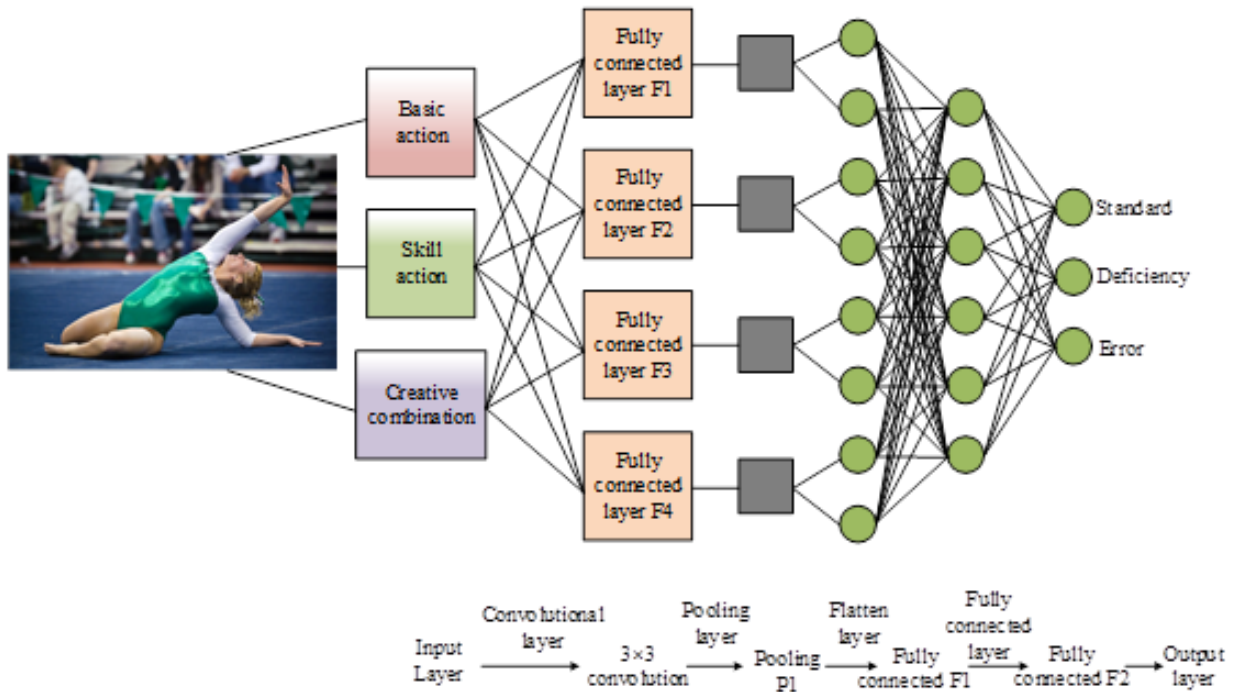 Basic
action
Skill
action
Creative
combination
Fully
connected
layer F1
Fully
connected
layer F2
Fully
connected
layer F3
Fully
connected
layer F4
Standard
Deficiency
Error
Input
Layer
Convolutional
layer
3×3
convolution
Pooling
layer
Pooling
P1
Flatten
layer
Fully
connected F1
Fully
connected
layer
Fully
connected F2
Output
layer